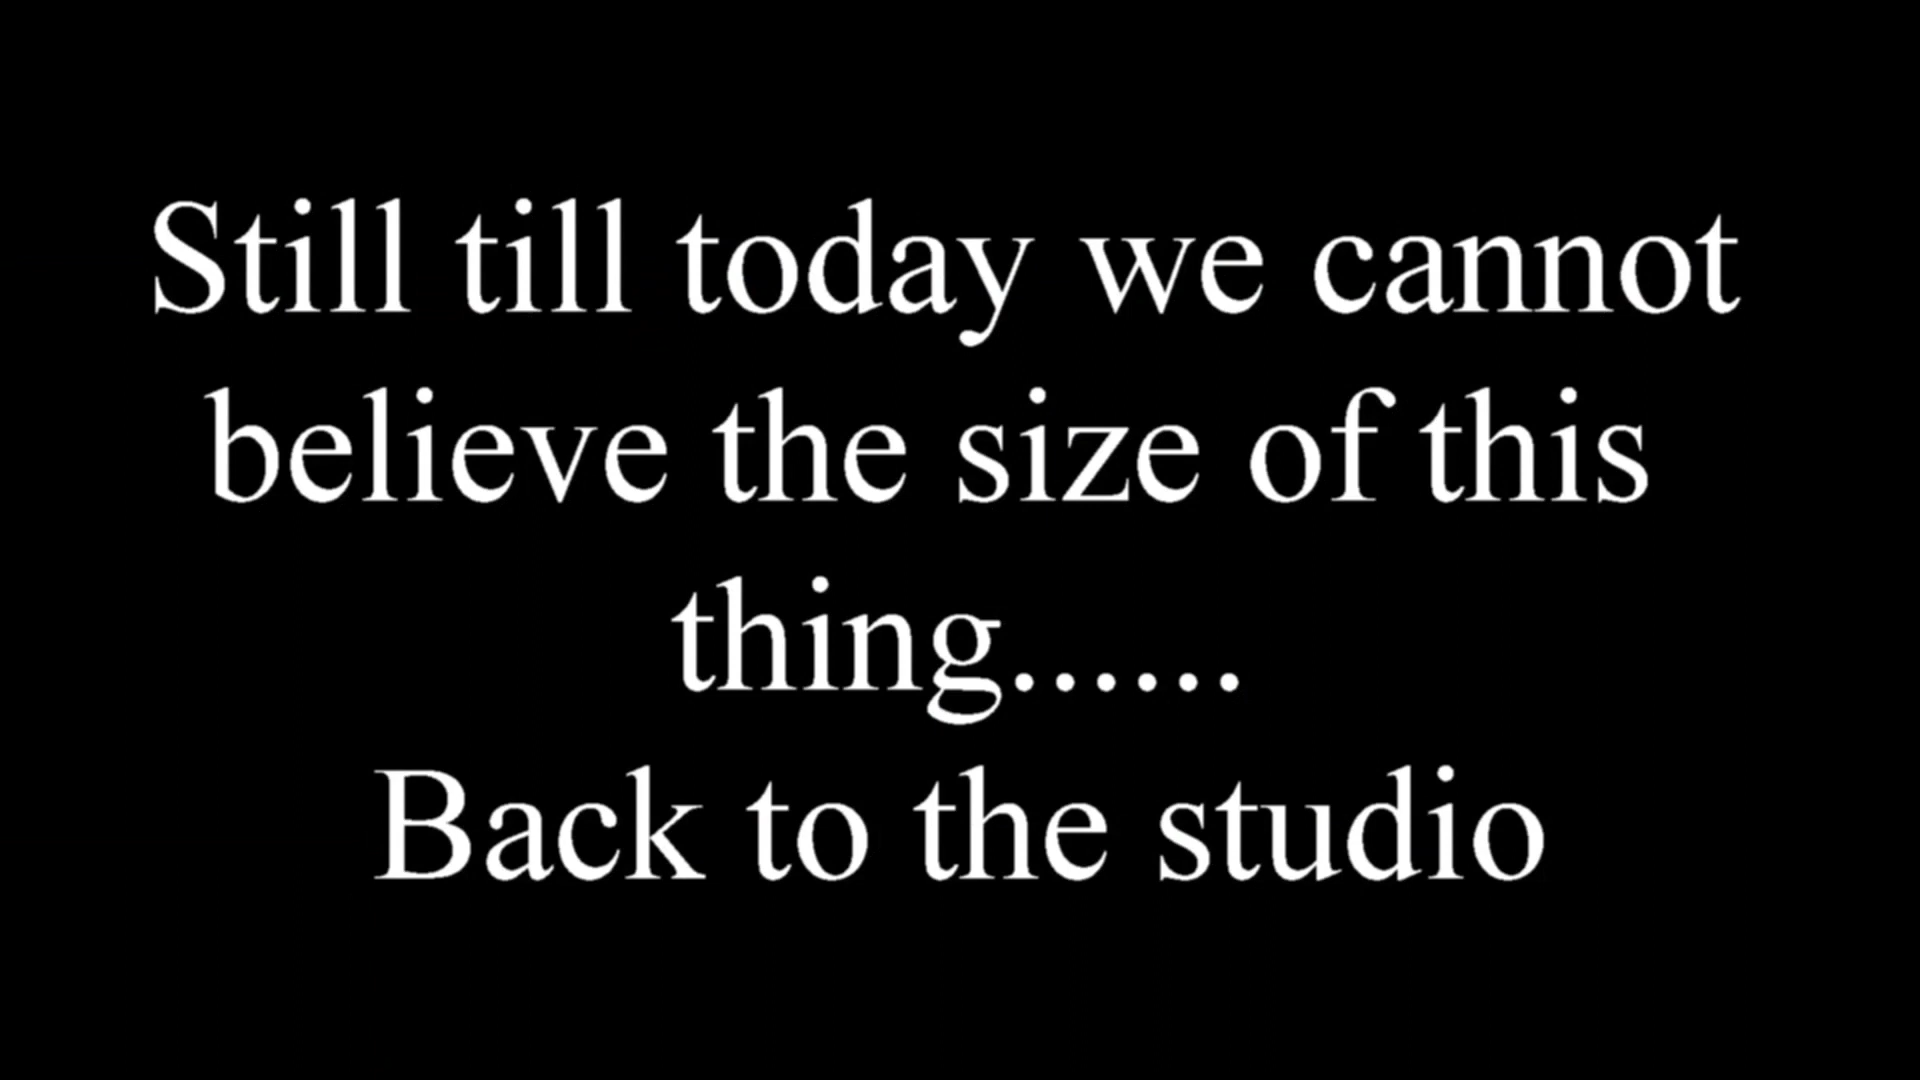 Still till today we cannot
believe the size of this
thing......
Back to the studio